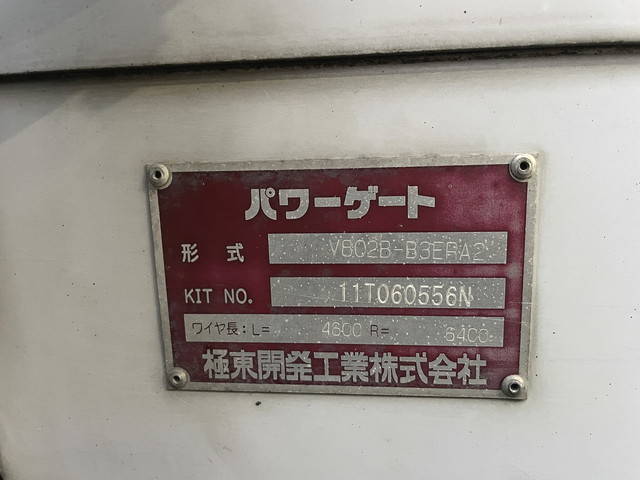 パワーゲート
形式 V802B-B3ERA2
KIT NO. 11T060556N
ワイヤ長:L= 4600 R= 6400
極東開発工業株式会社